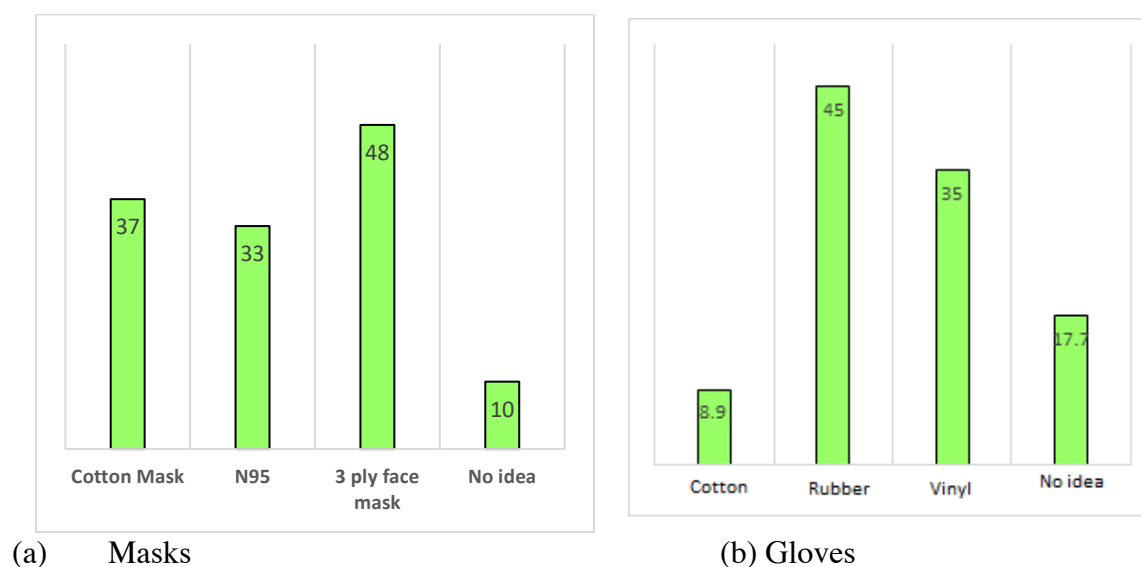 37
33
48
10
Cotton Mask
N95
3 ply face
mask
No idea
(a) Masks
8.9
45
35
17.7
Cotton
Rubber
Vinyl
No idea
(b) Gloves